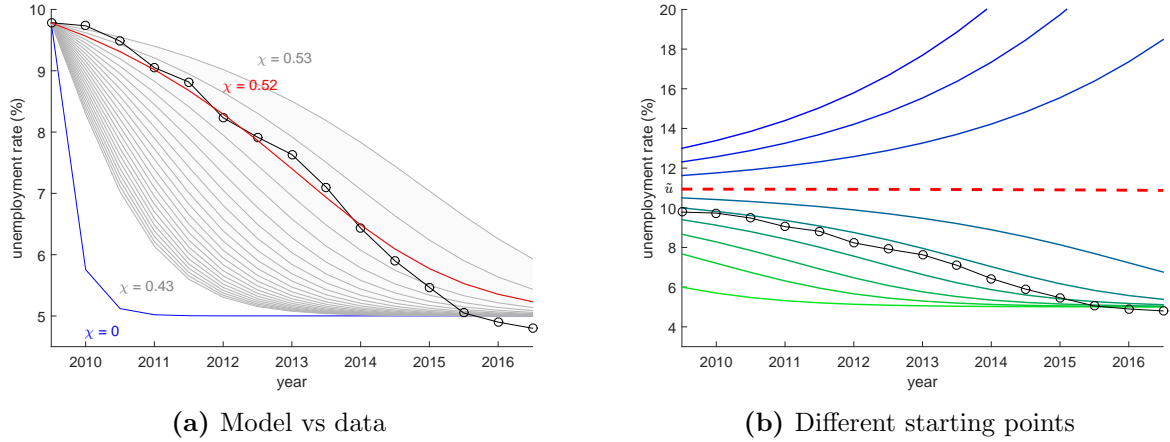 10
9
8
7
6
5
unemployment rate (%)
χ = 0.53
χ = 0.52
χ = 0.43
χ = 0
2010 2011 2012 2013 2014 2015 2016
year
(a) Model vs data
20
18
16
14
12
ũ
10
8
6
4
unemployment rate (%)
2010 2011 2012 2013 2014 2015 2016
year
(b) Different starting points